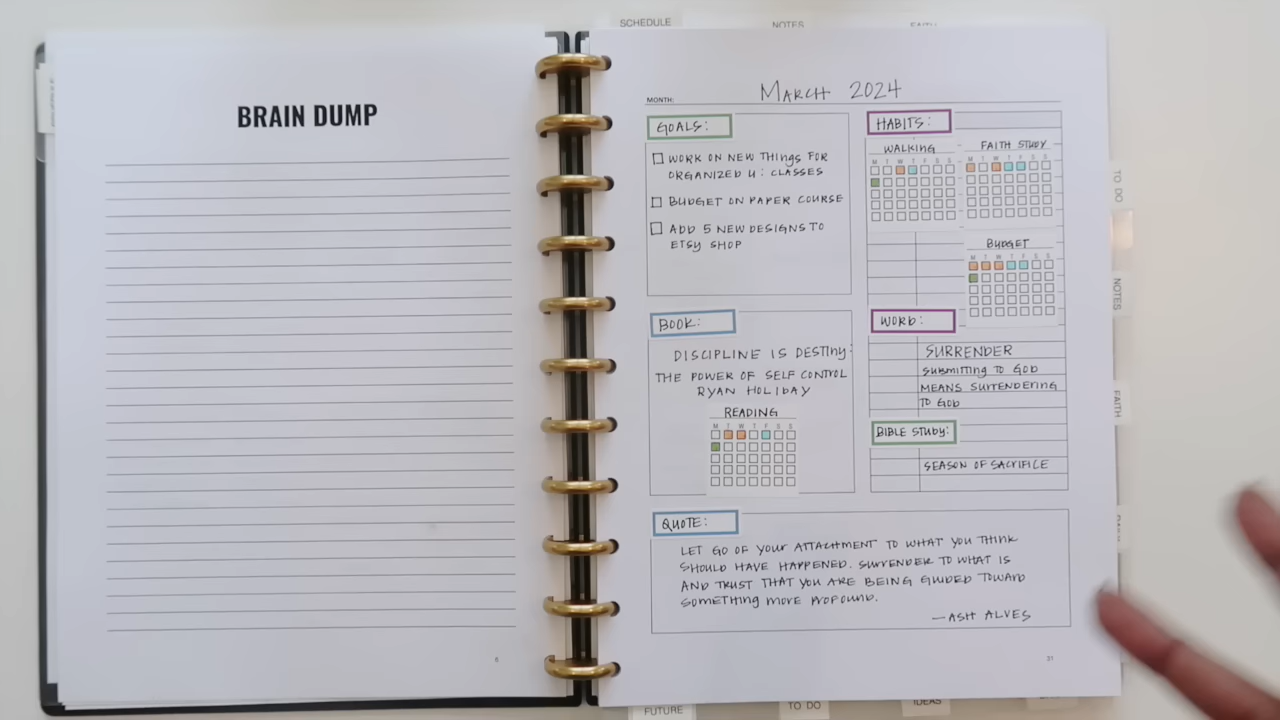 SCHEDULE
NOTES
BRAIN DUMP
6
MONTH:
MARCH 2024
GOALS:
WORK ON NEW THINGS FOR
ORGANIZED U: CLASSES
BUDGET ON PAPER COURSE
ADD 5 NEW DESIGNS TO
ETSY SHOP
HABITS:
WALKING
M T W T F S S
FAITH STUDY
M T W T F S S
BUDGET
M T W T F S S
BOOK:
DISCIPLINE IS DESTINY:
THE POWER OF SELF CONTROL
RYAN HOLIDAY
READING
M T W T F S S
WORD:
SURRENDER
SUBMITTING TO GOD
MEANS SURRENDERING
TO GOD
BIBLE STUDY:
SEASON OF SACRIFICE
QUOTE:
LET GO OF YOUR ATTACHMENT TO WHAT YOU THINK
SHOULD HAVE HAPPENED. SURRENDER TO WHAT IS
AND TRUST THAT YOU ARE BEING GUIDED TOWARD
SOMETHING MORE PROFOUND.
—ASH ALVES
31
TO DO
NOTES
FAITH
FUTURE
TO DO
IDEAS